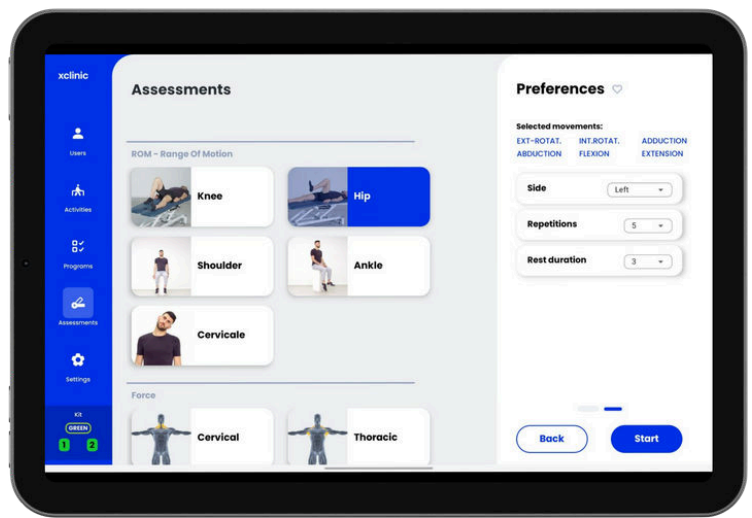 xclinic
Users
Activities
Programs
Assessments
Settings
Kit
GREEN
1 2
Assessments
ROM - Range Of Motion
Knee
Hip
Shoulder
Ankle
Cervicale
Force
Cervical
Thoracic
Preferences
Selected movements:
EXT-ROTAT. INT.ROTAT. ADDUCTION
ABDUCTION FLEXION EXTENSION
Side Left
Repetitions 5
Rest duration 3
Back Start